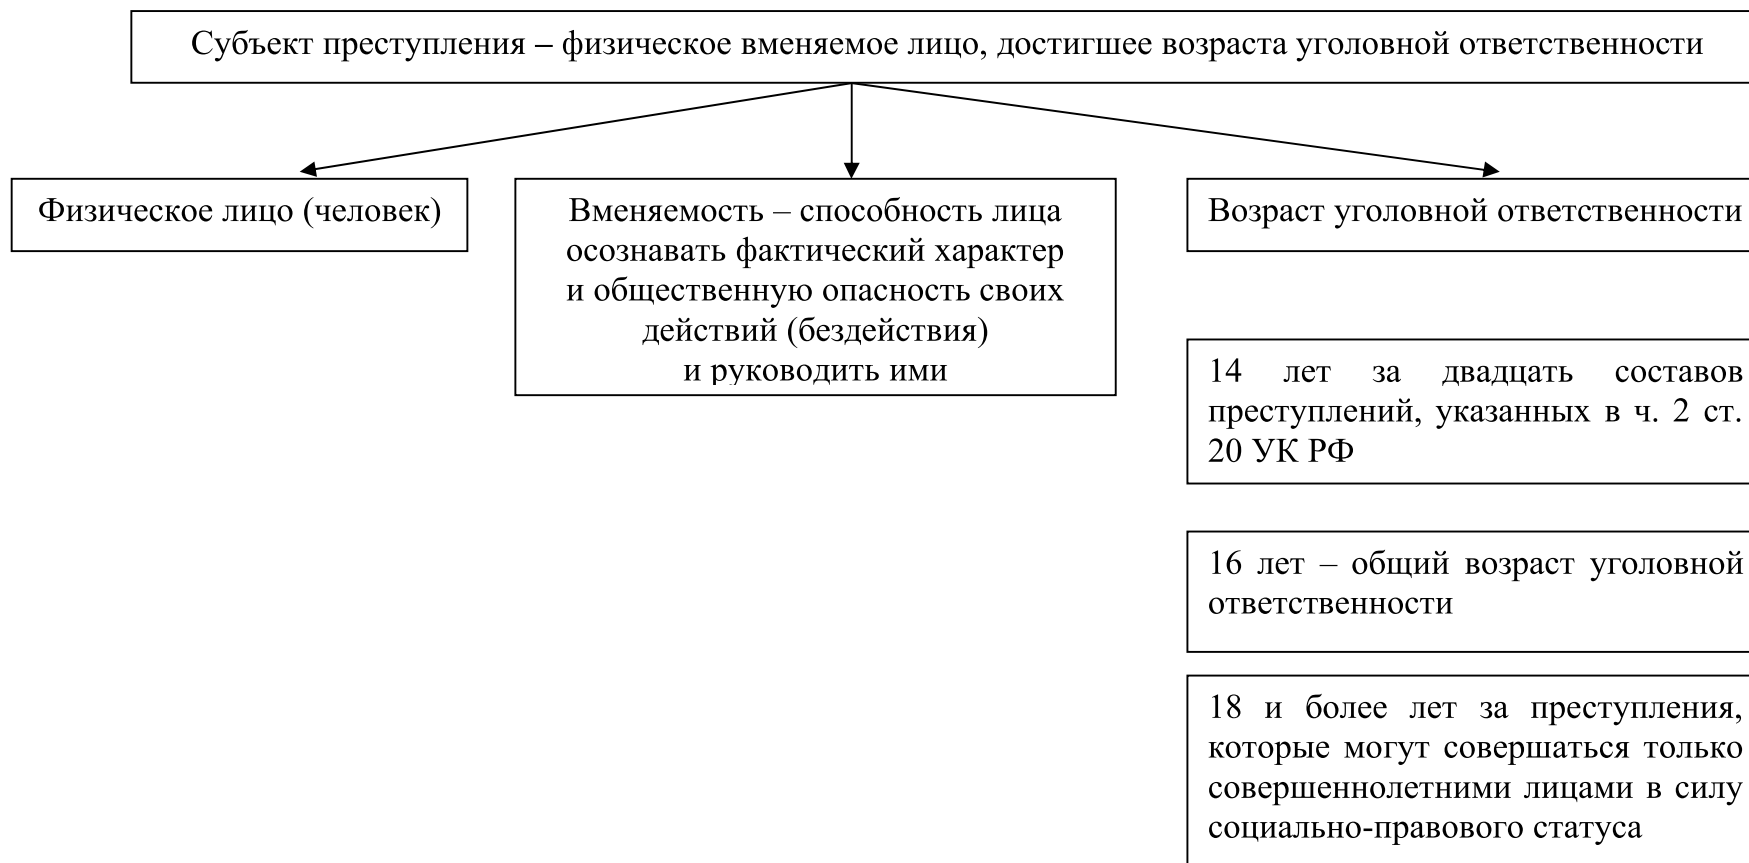 Субъект преступления – физическое вменяемое лицо, достигшее возраста уголовной ответственности
Физическое лицо (человек)
Вменяемость – способность лица
осознавать фактический характер
и общественную опасность своих
действий (бездействия)
и руководить ими
Возраст уголовной ответственности
14 лет за двадцать составов
преступлений, указанных в ч. 2 ст.
20 УК РФ
16 лет – общий возраст уголовной
ответственности
18 и более лет за преступления,
которые могут совершаться только
совершеннолетними лицами в силу
социально-правового статуса